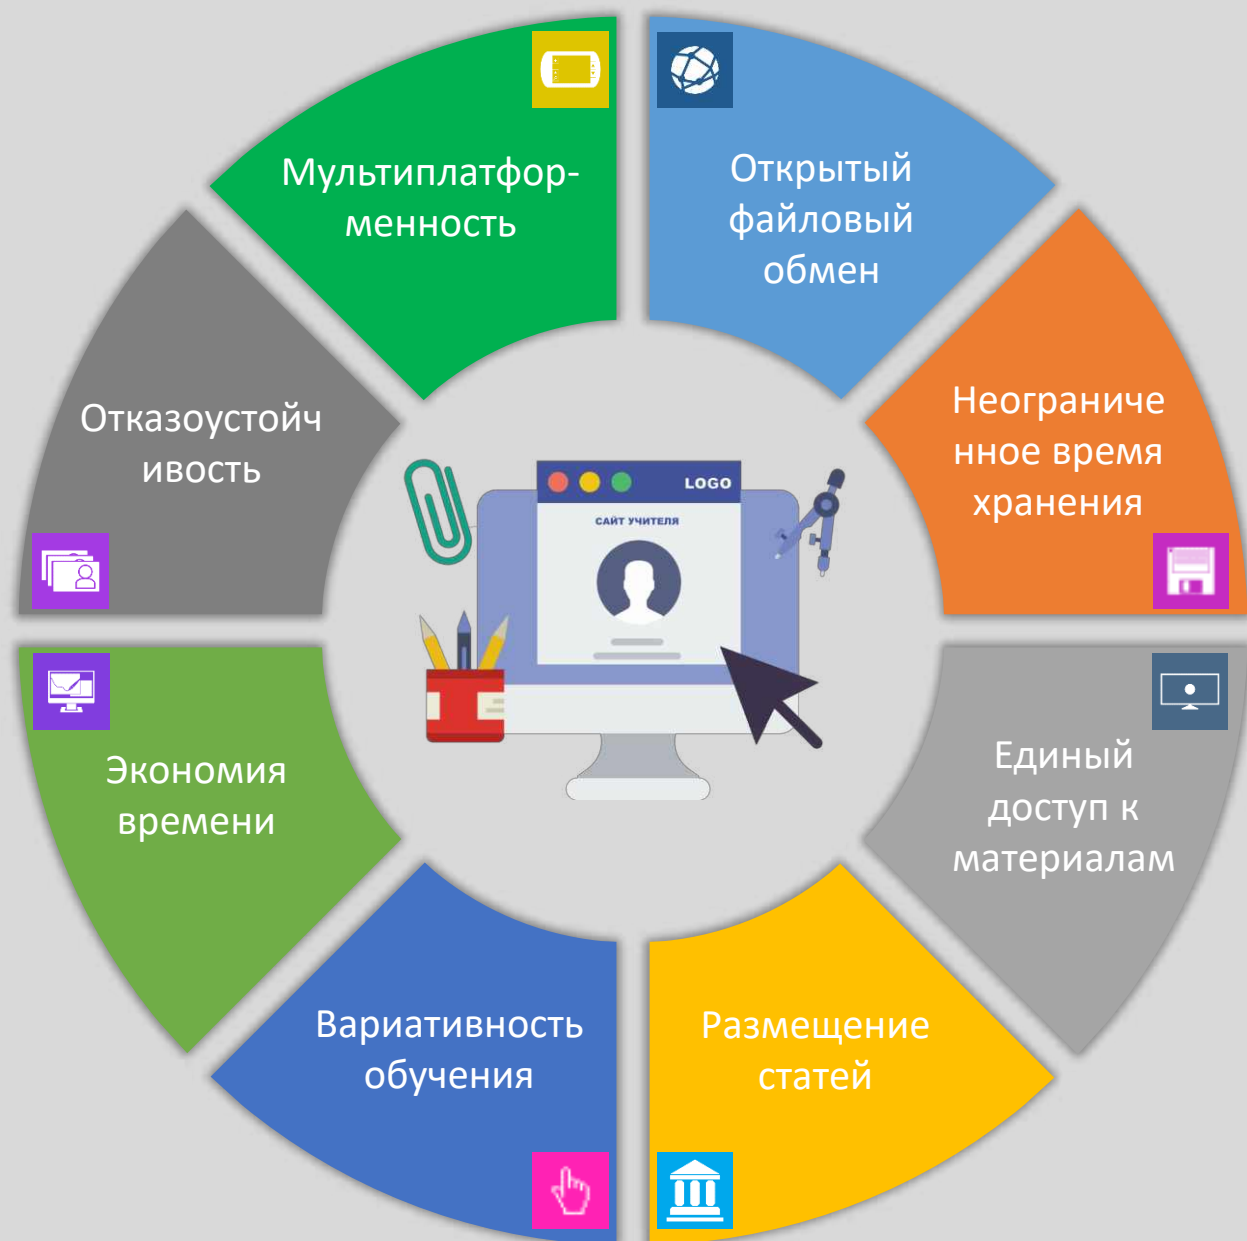 Мультиплатфор-
менность
Открытый
файловый
обмен
Неограниче
нное время
хранения
Единый
доступ к
материалам
Размещение
статей
Вариативность
обучения
Экономия
времени
Отказоустойч
ивость
LOGO
САЙТ УЧИТЕЛЯ